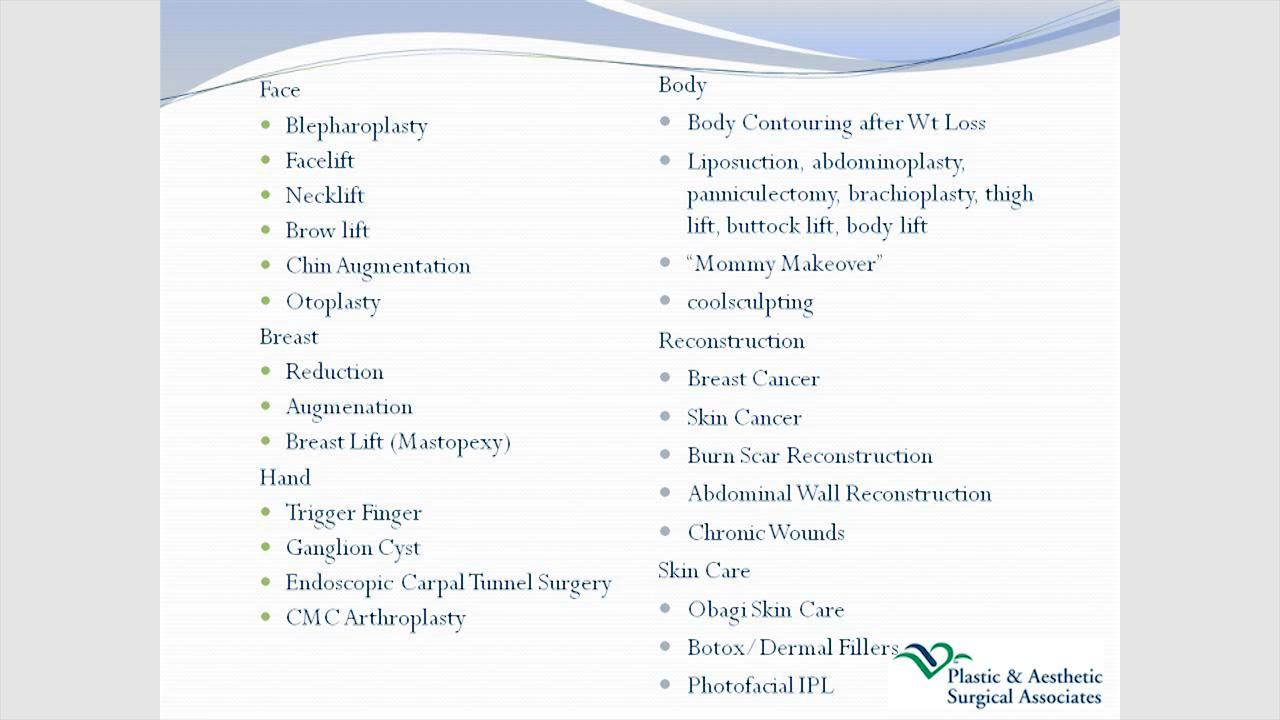 Face
Blepharoplasty
Facelift
Necklift
Brow lift
Chin Augmentation
Otoplasty
Breast
Reduction
Augmenation
Breast Lift (Mastopexy)
Hand
Trigger Finger
Ganglion Cyst
Endoscopic Carpal Tunnel Surgery
CMC Arthroplasty
Body
Body Contouring after Wt Loss
Liposuction, abdominoplasty,
panniculectomy, brachioplasty, thigh
lift, buttock lift, body lift
“Mommy Makeover”
coolsculpting
Reconstruction
Breast Cancer
Skin Cancer
Burn Scar Reconstruction
Abdominal Wall Reconstruction
Chronic Wounds
Skin Care
Obagi Skin Care
Botox/Dermal Fillers
Photofacial IPL
Plastic & Aesthetic
Surgical Associates